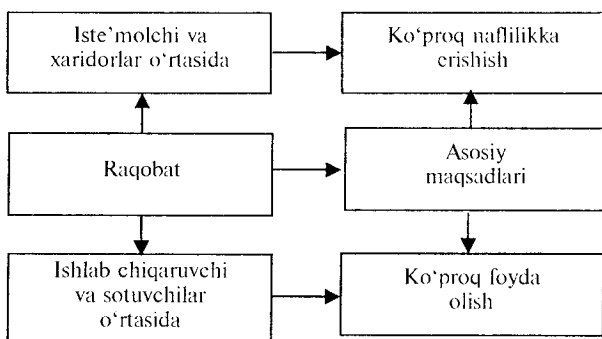 Iste'molchi va
xaridorlar o‘rtasida
Ko‘proq naflilikka
erishish
Raqobat
Asosiy
maqsadlari
Ishlab chiqaruvchi
va sotuvchilar
o‘rtasida
Ko‘proq foyda
olish